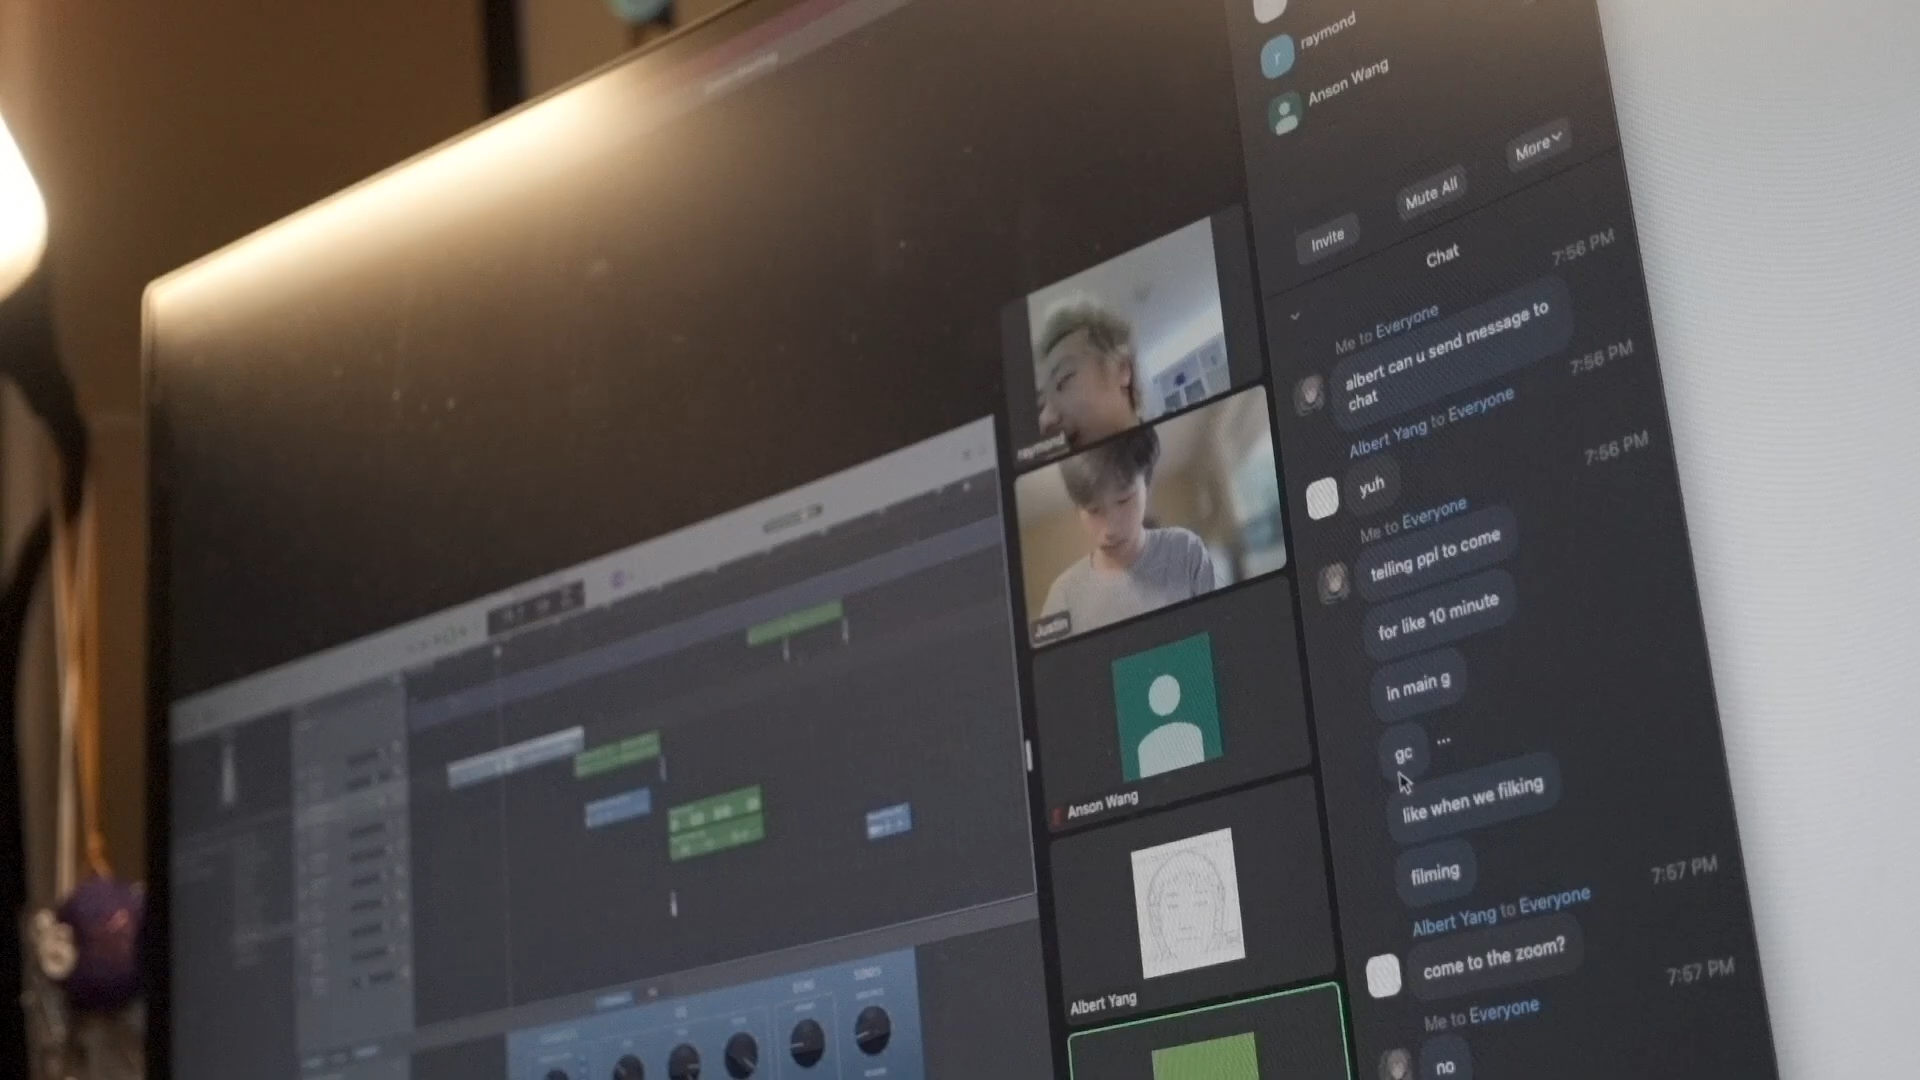 raymond
Anson Wang
Invite
Mute All
More
Chat
7:56 PM
Me to Everyone
albert can u send message to
chat
7:56 PM
Albert Yang to Everyone
yuh
7:56 PM
Me to Everyone
telling ppl to come
for like 10 minute
in main g
gc
like when we filking
filming
7:57 PM
Albert Yang to Everyone
come to the zoom?
7:57 PM
Me to Everyone
no
raymond
Justin
Anson Wang
Albert Yang